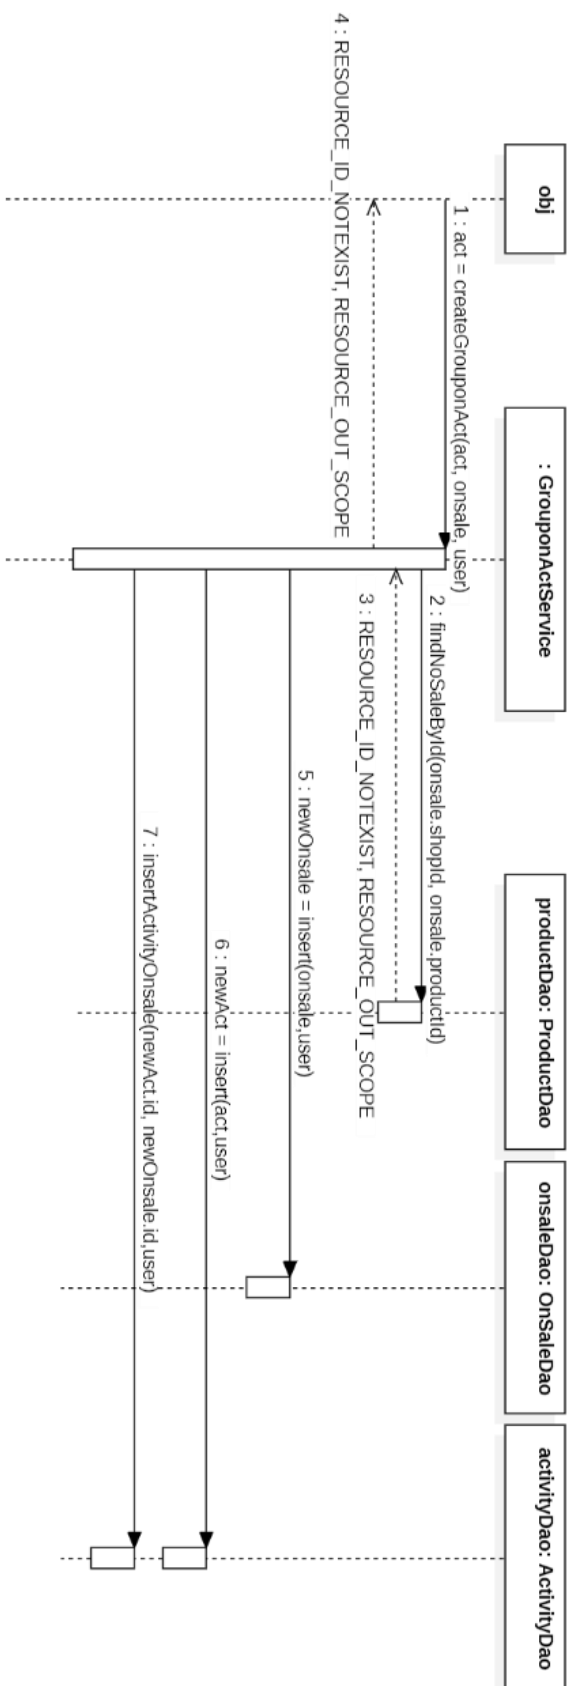 obj
: GrouponActService
productDao: ProductDao
onsaleDao: OnSaleDao
activityDao: ActivityDao
1 : act = createGrouponAct(act, onsale, user)
2 : findNoSaleById(onsale.shopId, onsale.productId)
3 : RESOURCE_ID_NOTEXIST, RESOURCE_OUT_SCOPE
4 : RESOURCE_ID_NOTEXIST, RESOURCE_OUT_SCOPE
5 : newOnsale = insert(onsale,user)
6 : newAct = insert(act,user)
7 : insertActivityOnsale(newAct.id, newOnsale.id,user)